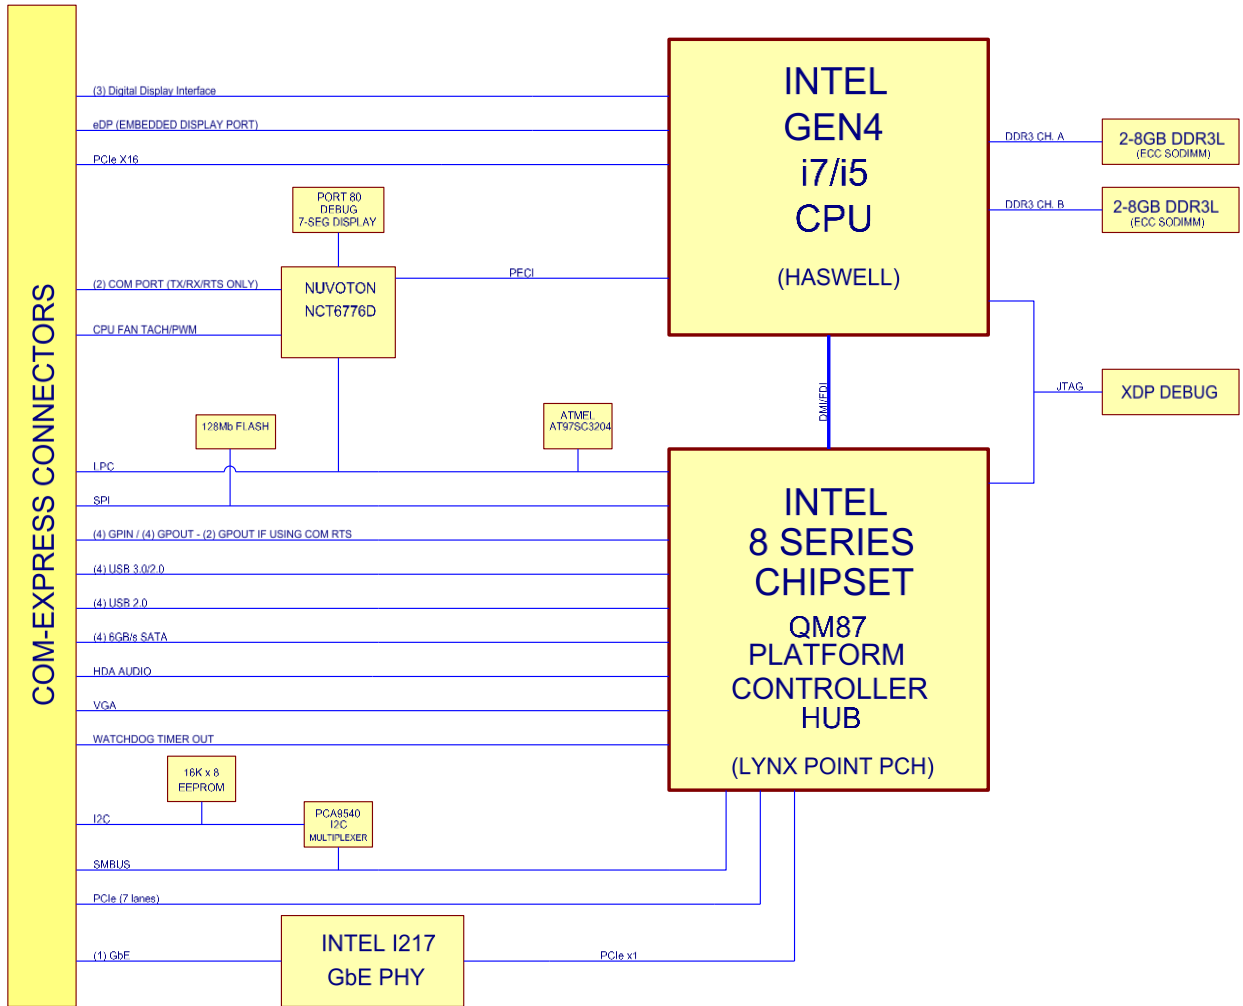 COM-EXPRESS CONNECTORS
(3) Digital Display Interface
eDP (EMBEDDED DISPLAY PORT)
PCIe X16
PORT 80
DEBUG
7-SEG DISPLAY
(2) COM PORT (TX/RX/RTS ONLY)
CPU FAN TACH/PWM
NUVOTON
NCT6776D
PECI
INTEL
GEN4
i7/i5
CPU
(HASWELL)
DDR3 CH. A
2-8GB DDR3L
(ECC SODIMM)
DDR3 CH. B
2-8GB DDR3L
(ECC SODIMM)
DMI/FDI
JTAG
XDP DEBUG
128Mb FLASH
ATMEL
AT97SC3204
LPC
SPI
(4) GPIN / (4) GPOUT - (2) GPOUT IF USING COM RTS
(4) USB 3.0/2.0
(4) USB 2.0
(4) 6GB/s SATA
HDA AUDIO
VGA
WATCHDOG TIMER OUT
INTEL
8 SERIES
CHIPSET
QM87
PLATFORM
CONTROLLER
HUB
(LYNX POINT PCH)
16K x 8
EEPROM
I2C
PCA9540
I2C
MULTIPLEXER
SMBUS
PCIe (7 lanes)
(1) GbE
INTEL I217
GbE PHY
PCIe x1